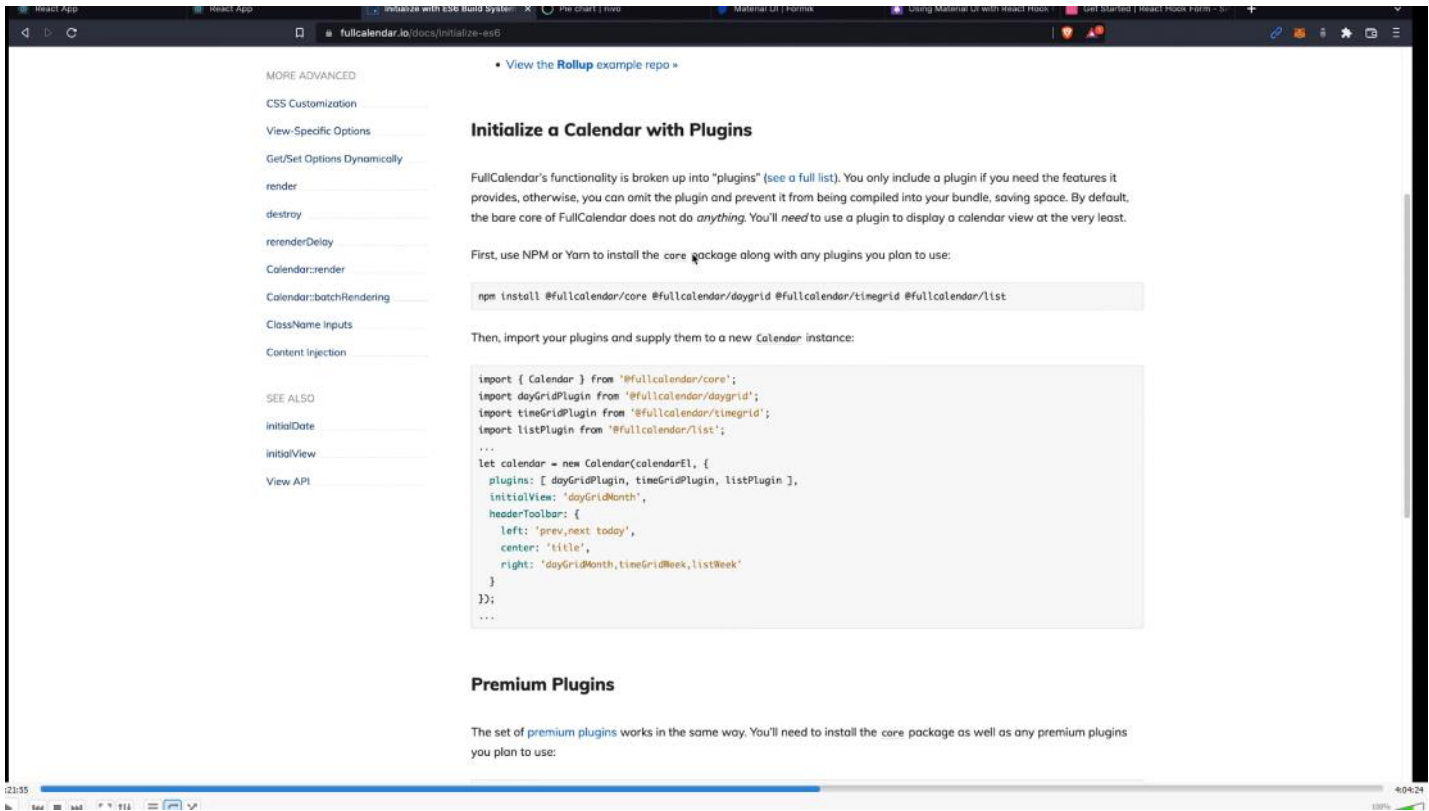 React App
React App
Initialize with ES6 Build System
Pie chart | nivo
Material UI | Formik
Using Material UI with React Hook
Get Started | React Hook Form - Si
fullcalendar.io/docs/initialize-es6
MORE ADVANCED
CSS Customization
View-Specific Options
Get/Set Options Dynamically
render
destroy
rerenderDelay
Calendar::render
Calendar::batchRendering
ClassName Inputs
Content Injection
SEE ALSO
initialDate
initialView
View API
• View the Rollup example repo »
Initialize a Calendar with Plugins
FullCalendar's functionality is broken up into "plugins" (see a full list). You only include a plugin if you need the features it
provides, otherwise, you can omit the plugin and prevent it from being compiled into your bundle, saving space. By default,
the bare core of FullCalendar does not do anything. You'll need to use a plugin to display a calendar view at the very least.
First, use NPM or Yarn to install the core package along with any plugins you plan to use:
npm install @fullcalendar/core @fullcalendar/daygrid @fullcalendar/timegrid @fullcalendar/list
Then, import your plugins and supply them to a new Calendar instance:
import { Calendar } from '@fullcalendar/core';
import dayGridPlugin from '@fullcalendar/daygrid';
import timeGridPlugin from '@fullcalendar/timegrid';
import listPlugin from '@fullcalendar/list';
...
let calendar = new Calendar(calendarEl, {
plugins: [ dayGridPlugin, timeGridPlugin, listPlugin ],
initialView: 'dayGridMonth',
headerToolbar: {
left: 'prev,next today',
center: 'title',
right: 'dayGridMonth,timeGridWeek,listWeek'
}
});
...
Premium Plugins
The set of premium plugins works in the same way. You'll need to install the core package as well as any premium plugins
you plan to use:
:21:55
4:04:24
100%